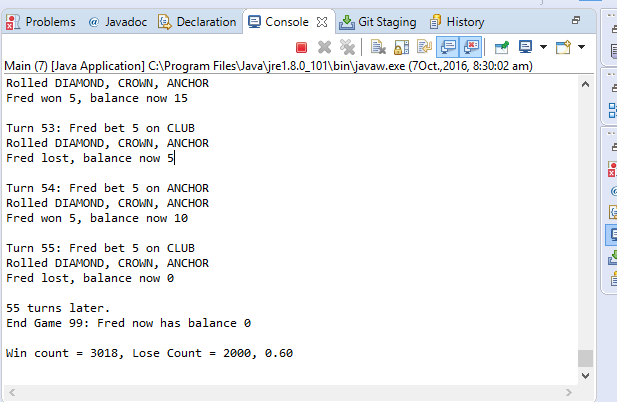 Problems @ Javadoc Declaration Console Git Staging History
Main (7) [Java Application] C:\Program Files\Java\jre1.8.0_101\bin\javaw.exe (7Oct.,2016, 8:30:02 am)
Rolled DIAMOND, CROWN, ANCHOR
Fred won 5, balance now 15
Turn 53: Fred bet 5 on CLUB
Rolled DIAMOND, CROWN, ANCHOR
Fred lost, balance now 5
Turn 54: Fred bet 5 on ANCHOR
Rolled DIAMOND, CROWN, ANCHOR
Fred won 5, balance now 10
Turn 55: Fred bet 5 on CLUB
Rolled DIAMOND, CROWN, ANCHOR
Fred lost, balance now 0
55 turns later.
End Game 99: Fred now has balance 0
Win count = 3018, Lose Count = 2000, 0.60